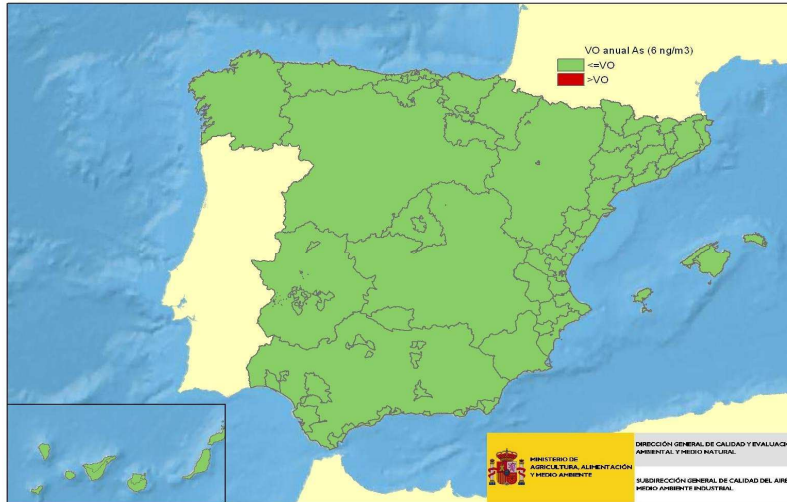 VO anual As (6 ng/m3)
<=VO
>VO
MINISTERIO DE
AGRICULTURA, ALIMENTACIÓN
Y MEDIO AMBIENTE
DIRECCIÓN GENERAL DE CALIDAD Y EVALUACI
AMBIENTAL Y MEDIO NATURAL
SUBDIRECCIÓN GENERAL DE CALIDAD DEL AIRE
MEDIO AMBIENTE INDUSTRIAL